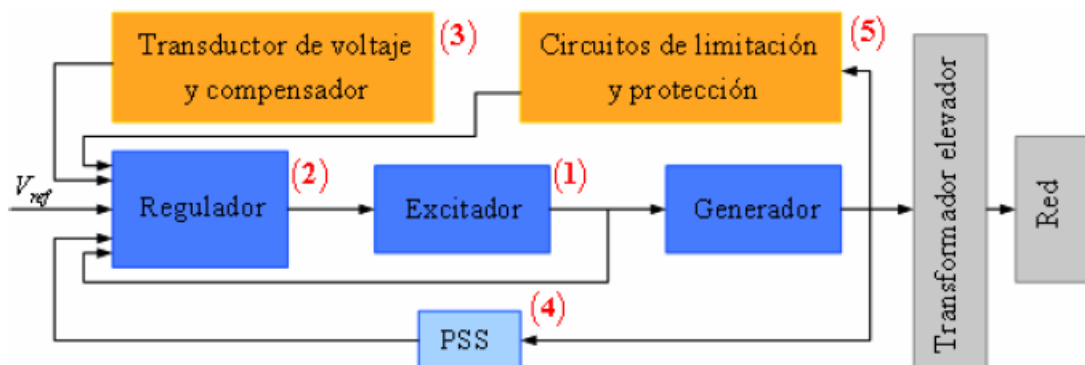 Transductor de voltaje
y compensador
(3)
Circuitos de limitación
y protección
(5)
V_ref
Regulador
(2)
Excitador
(1)
Generador
Transformador elevador
Red
PSS
(4)